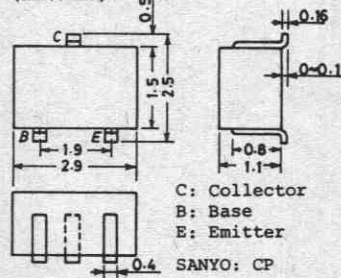 C
0.5
0.16
1.5
2.5
0~0.1
B
E
1.9
2.9
0.8
1.1
C: Collector
B: Base
E: Emitter
0.4
SANYO: CP